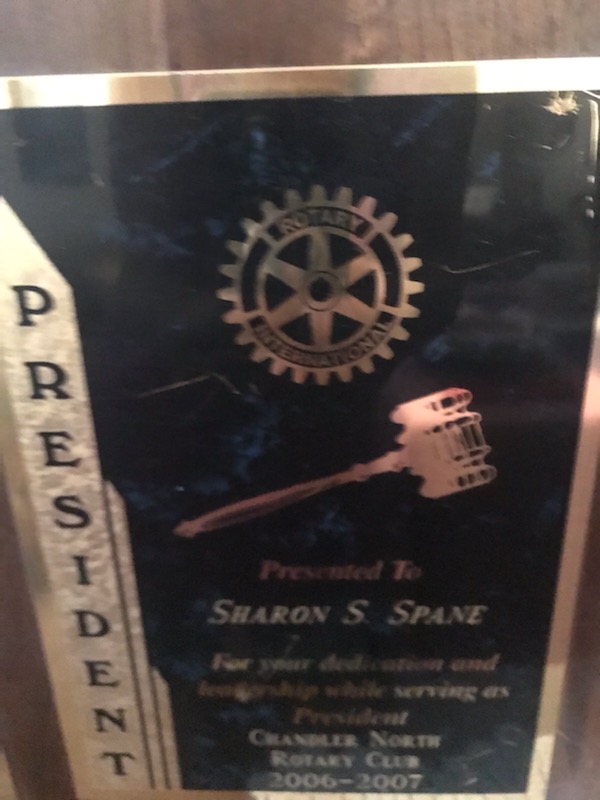 PRESIDENT
ROTARY
INTERNATIONAL
Presented To
SHARON S. SPANE
For your dedication and
leadership while serving as
President
CHANDLER NORTH
ROTARY CLUB
2006-2007